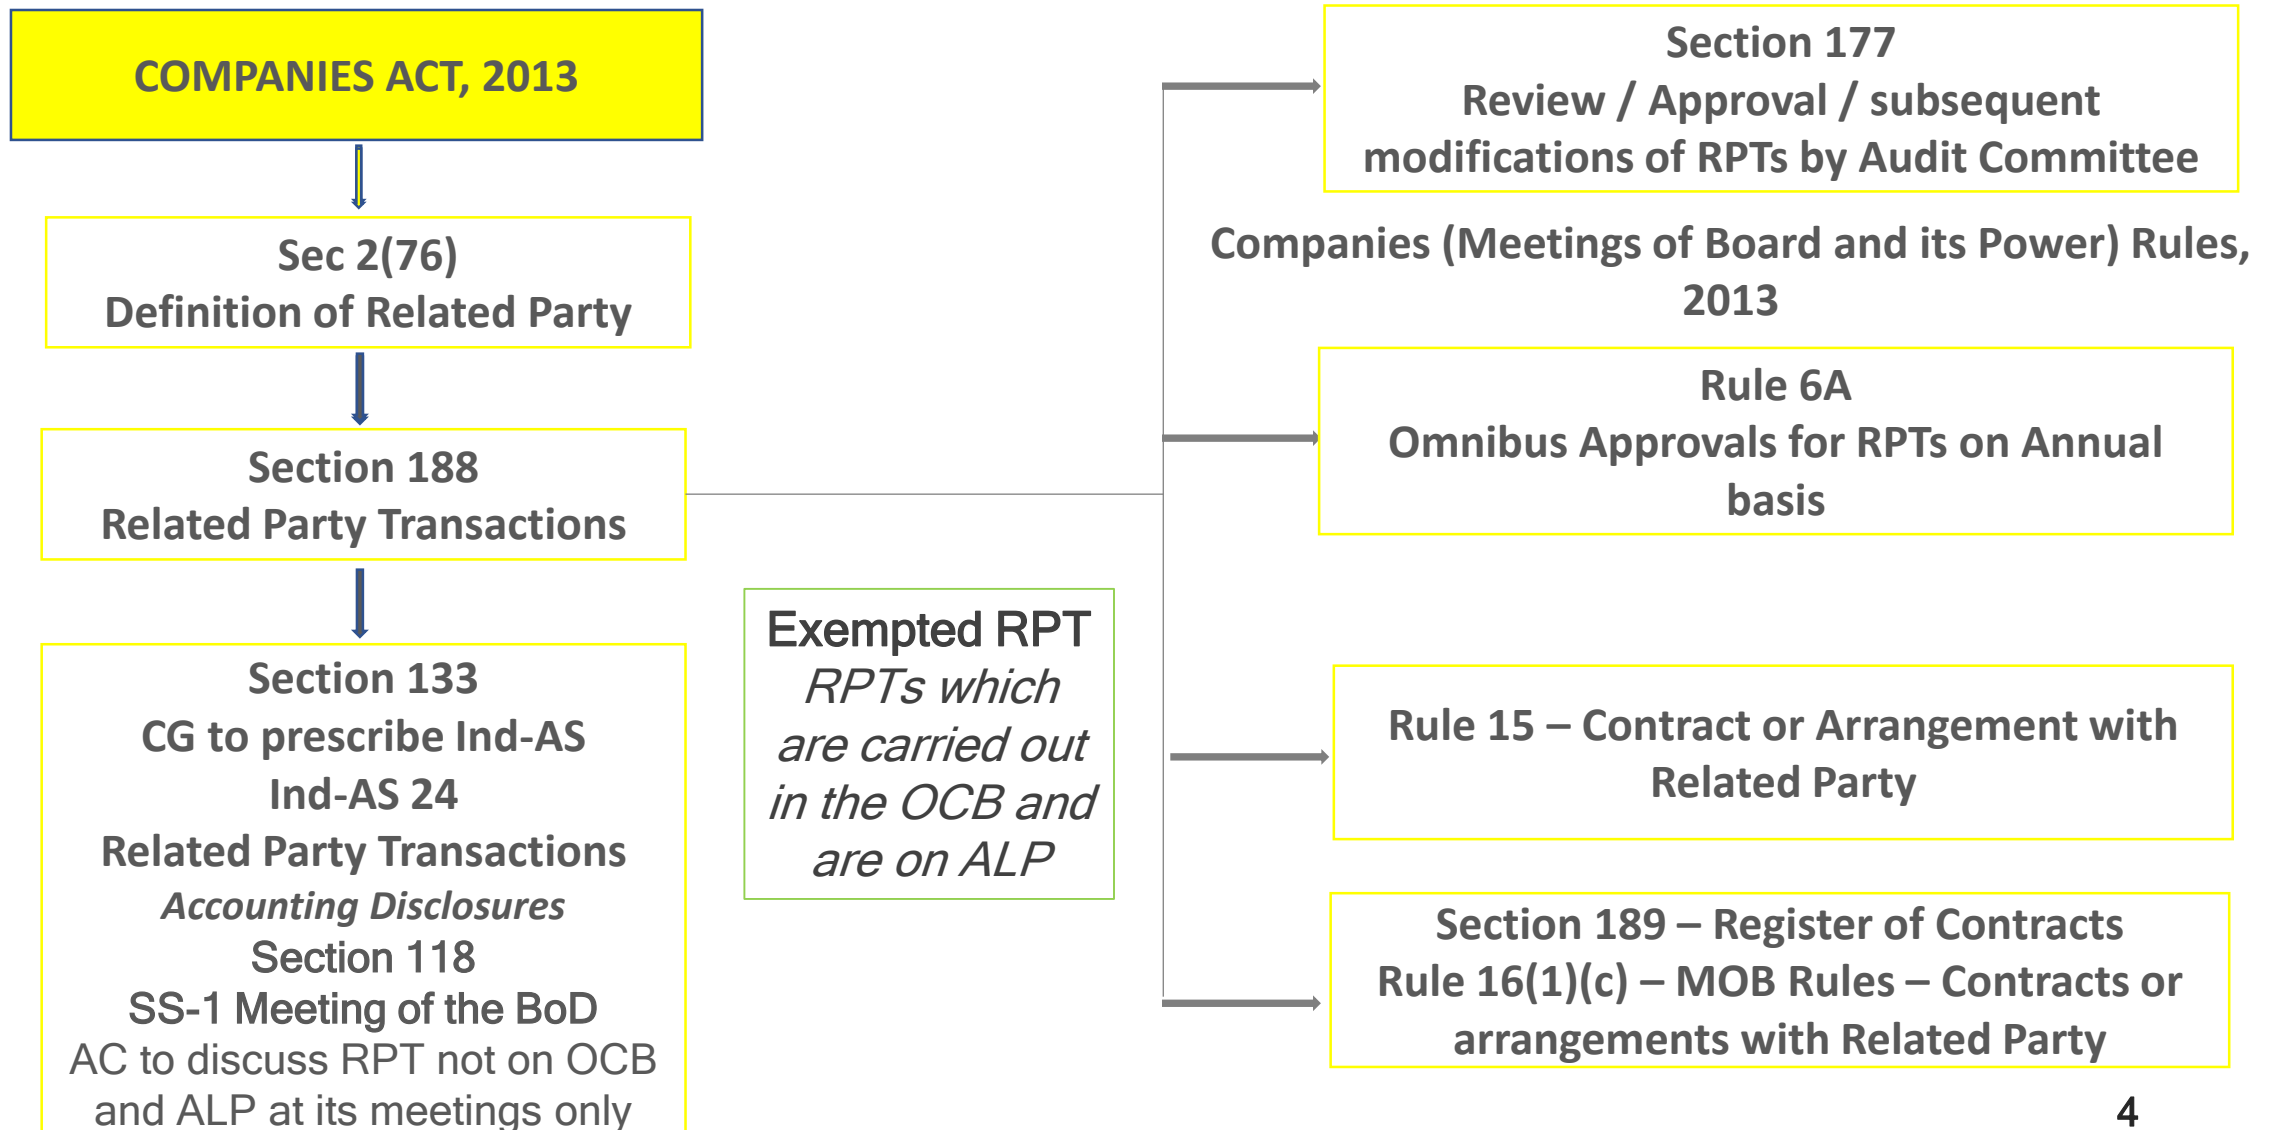 COMPANIES ACT, 2013
Sec 2(76)
Definition of Related Party
Section 188
Related Party Transactions
Section 133
CG to prescribe Ind-AS
Ind-AS 24
Related Party Transactions
Accounting Disclosures
Section 118
SS-1 Meeting of the BoD
AC to discuss RPT not on OCB
and ALP at its meetings only
Exempted RPT
RPTs which
are carried out
in the OCB and
are on ALP
Section 177
Review / Approval / subsequent
modifications of RPTs by Audit Committee
Companies (Meetings of Board and its Power) Rules,
2013
Rule 6A
Omnibus Approvals for RPTs on Annual
basis
Rule 15 – Contract or Arrangement with
Related Party
Section 189 – Register of Contracts
Rule 16(1)(c) – MOB Rules – Contracts or
arrangements with Related Party
4